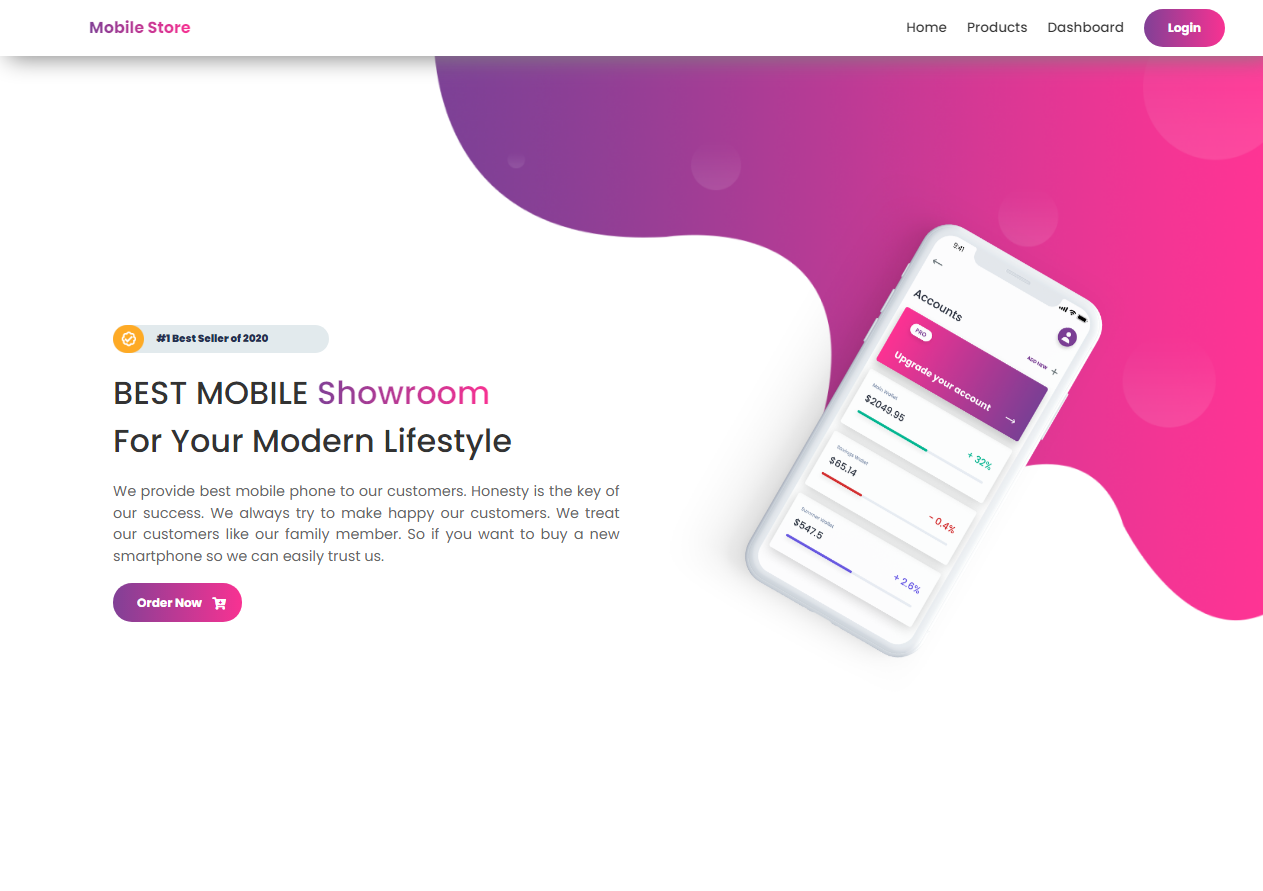 Mobile Store
Home Products Dashboard Login
#1 Best Seller of 2020
BEST MOBILE Showroom
For Your Modern Lifestyle
We provide best mobile phone to our customers. Honesty is the key of
our success. We always try to make happy our customers. We treat
our customers like our family member. So if you want to buy a new
smartphone so we can easily trust us.
Order Now
9:41
Accounts
ADD NEW
PRO
Upgrade your account
Main Wallet
$2049.95
+ 32%
Savings Wallet
$65.14
- 0.4%
Summer Wallet
$547.5
+ 2.6%